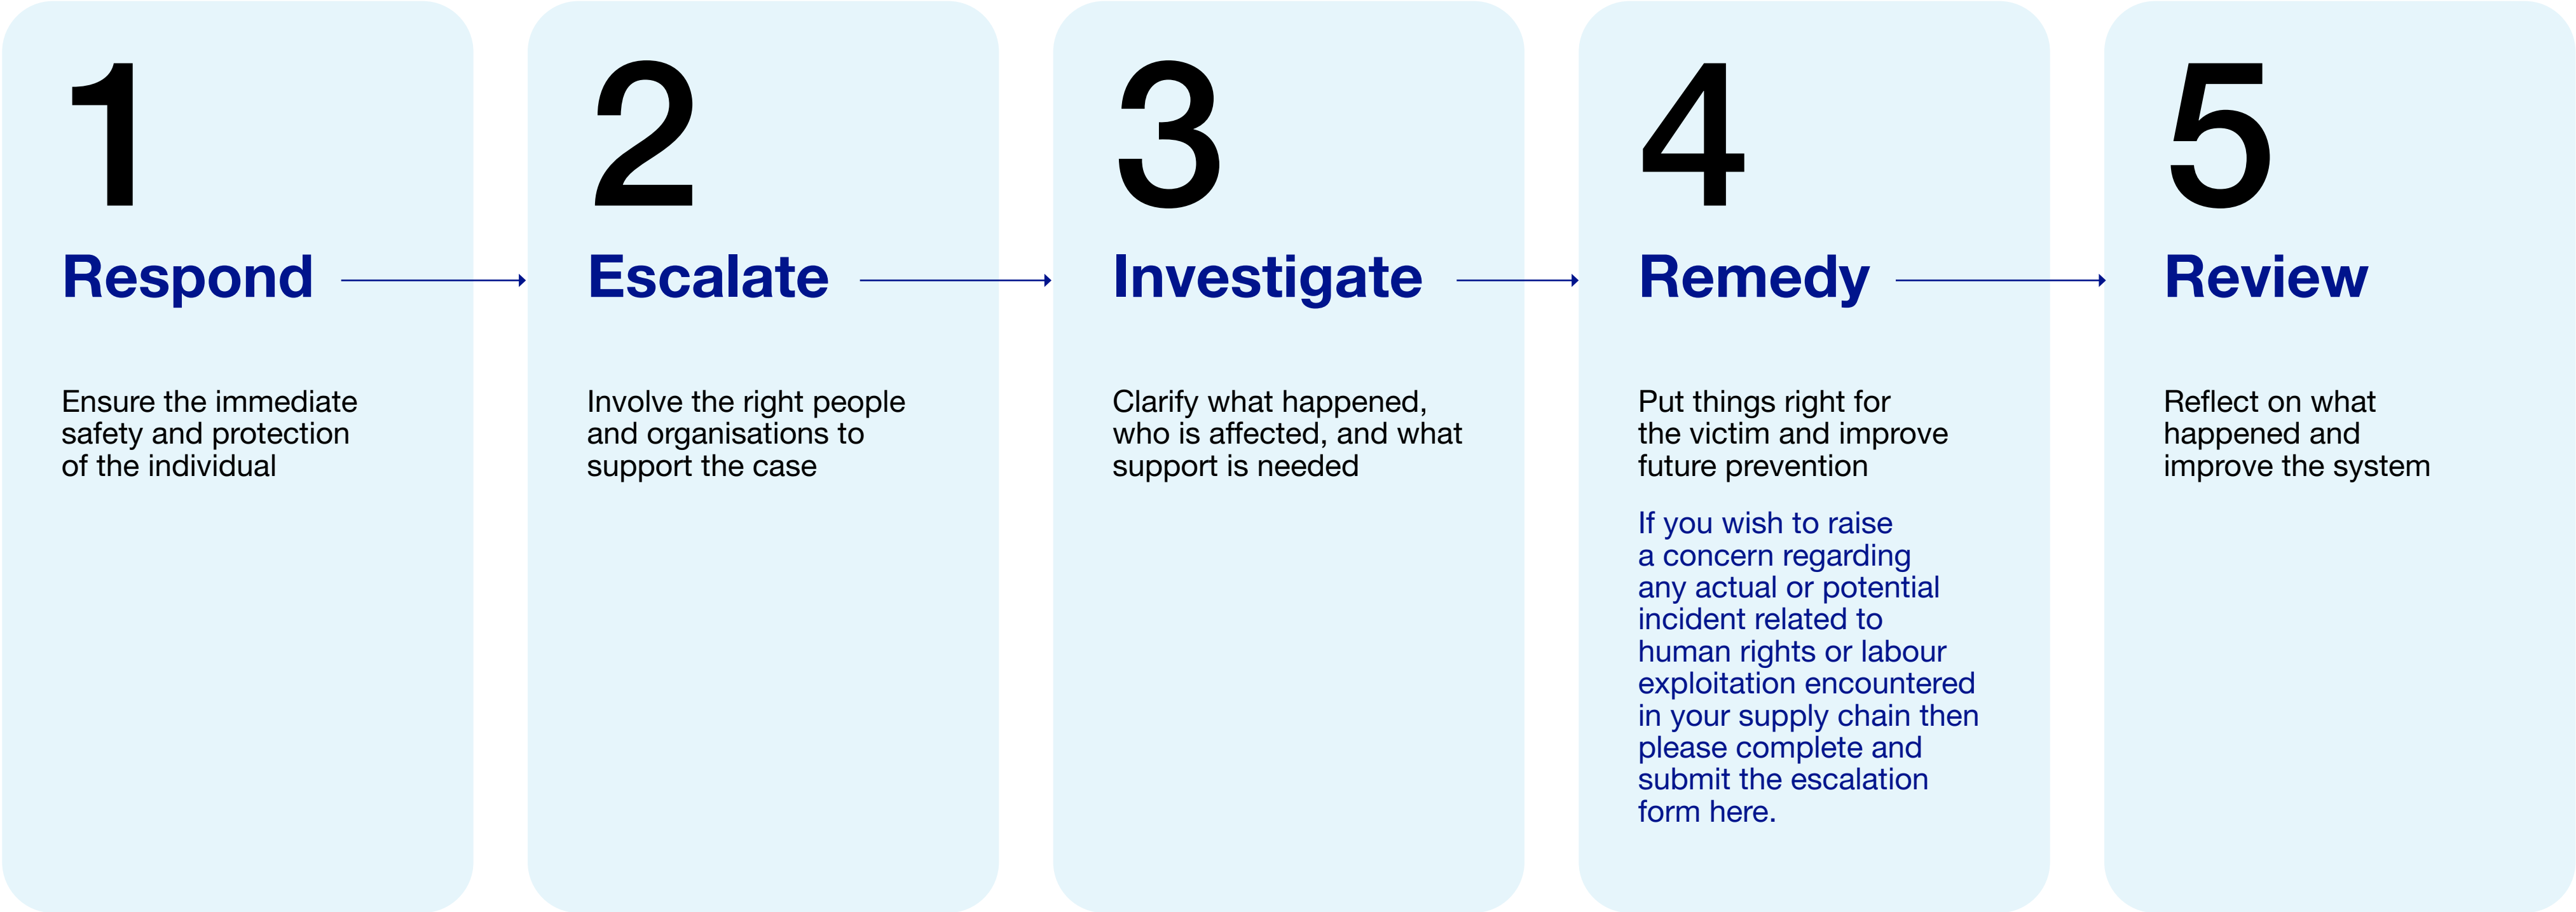 1
Respond
Ensure the immediate
safety and protection
of the individual
2
Escalate
Involve the right people
and organisations to
support the case
3
Investigate
Clarify what happened,
who is affected, and what
support is needed
4
Remedy
Put things right for
the victim and improve
future prevention
If you wish to raise
a concern regarding
any actual or potential
incident related to
human rights or labour
exploitation encountered
in your supply chain then
please complete and
submit the escalation
form here.
5
Review
Reflect on what
happened and
improve the system